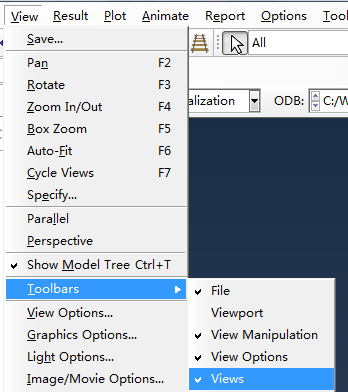 View Result Plot Animate Report Options
All
ODB: C:/W
Save...
Pan F2
Rotate F3
Zoom In/Out F4
Box Zoom F5
Auto-Fit F6
Cycle Views F7
Specify...
Parallel
Perspective
Show Model Tree Ctrl+T
Toolbars
View Options...
Graphics Options...
Light Options...
Image/Movie Options...
File
Viewport
View Manipulation
View Options
Views